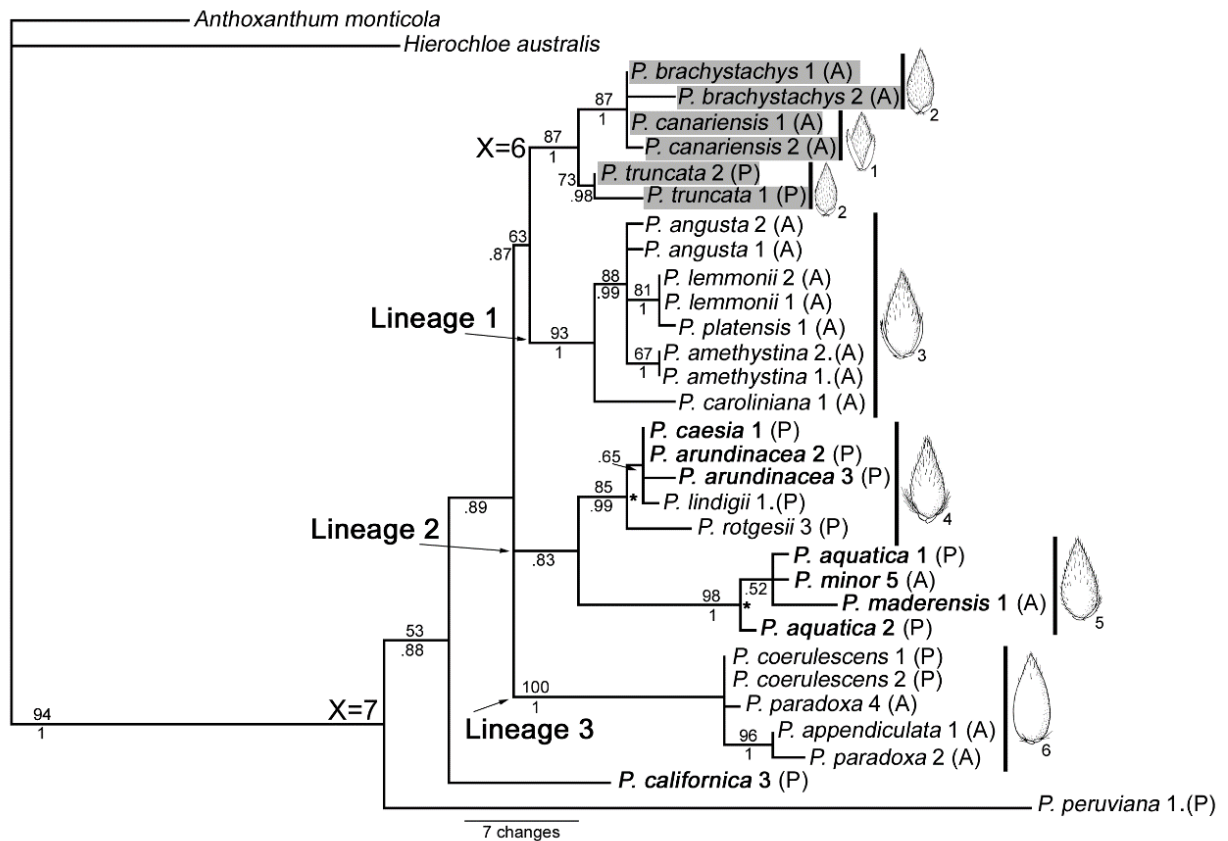 Anthoxanthum monticola
Hierochloe australis
P. brachystachys 1 (A)
87
1
P. brachystachys 2 (A)
2
X=6
87
1
P. canariensis 1 (A)
P. canariensis 2 (A)
1
73
.98
P. truncata 2 (P)
P. truncata 1 (P)
2
63
.87
P. angusta 2 (A)
P. angusta 1 (A)
88
.99
81
1
P. lemmonii 2 (A)
P. lemmonii 1 (A)
P. platensis 1 (A)
3
Lineage 1
93
1
67
1
P. amethystina 2.(A)
P. amethystina 1.(A)
P. caroliniana 1 (A)
P. caesia 1 (P)
.65
P. arundinacea 2 (P)
P. arundinacea 3 (P)
85
.99
*
P. lindigii 1.(P)
4
.89
Lineage 2
P. rotgesii 3 (P)
.83
P. aquatica 1 (P)
P. minor 5 (A)
98
1
*
.52
P. maderensis 1 (A)
5
P. aquatica 2 (P)
53
.88
P. coerulescens 1 (P)
P. coerulescens 2 (P)
100
1
P. paradoxa 4 (A)
94
1
X=7
Lineage 3
96
1
P. appendiculata 1 (A)
P. paradoxa 2 (A)
6
P. californica 3 (P)
P. peruviana 1.(P)
7 changes